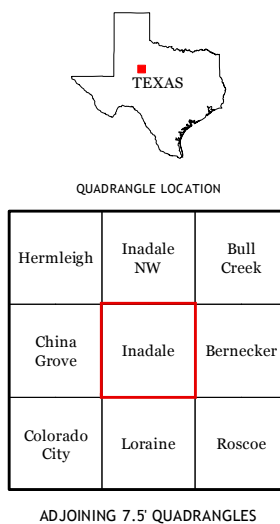 TEXAS
QUADRANGLE LOCATION
Hermleigh
Inadale
NW
Bull
Creek
China
Grove
Inadale
Bernecker
Colorado
City
Loraine
Roscoe
ADJOINING 7.5' QUADRANGLES